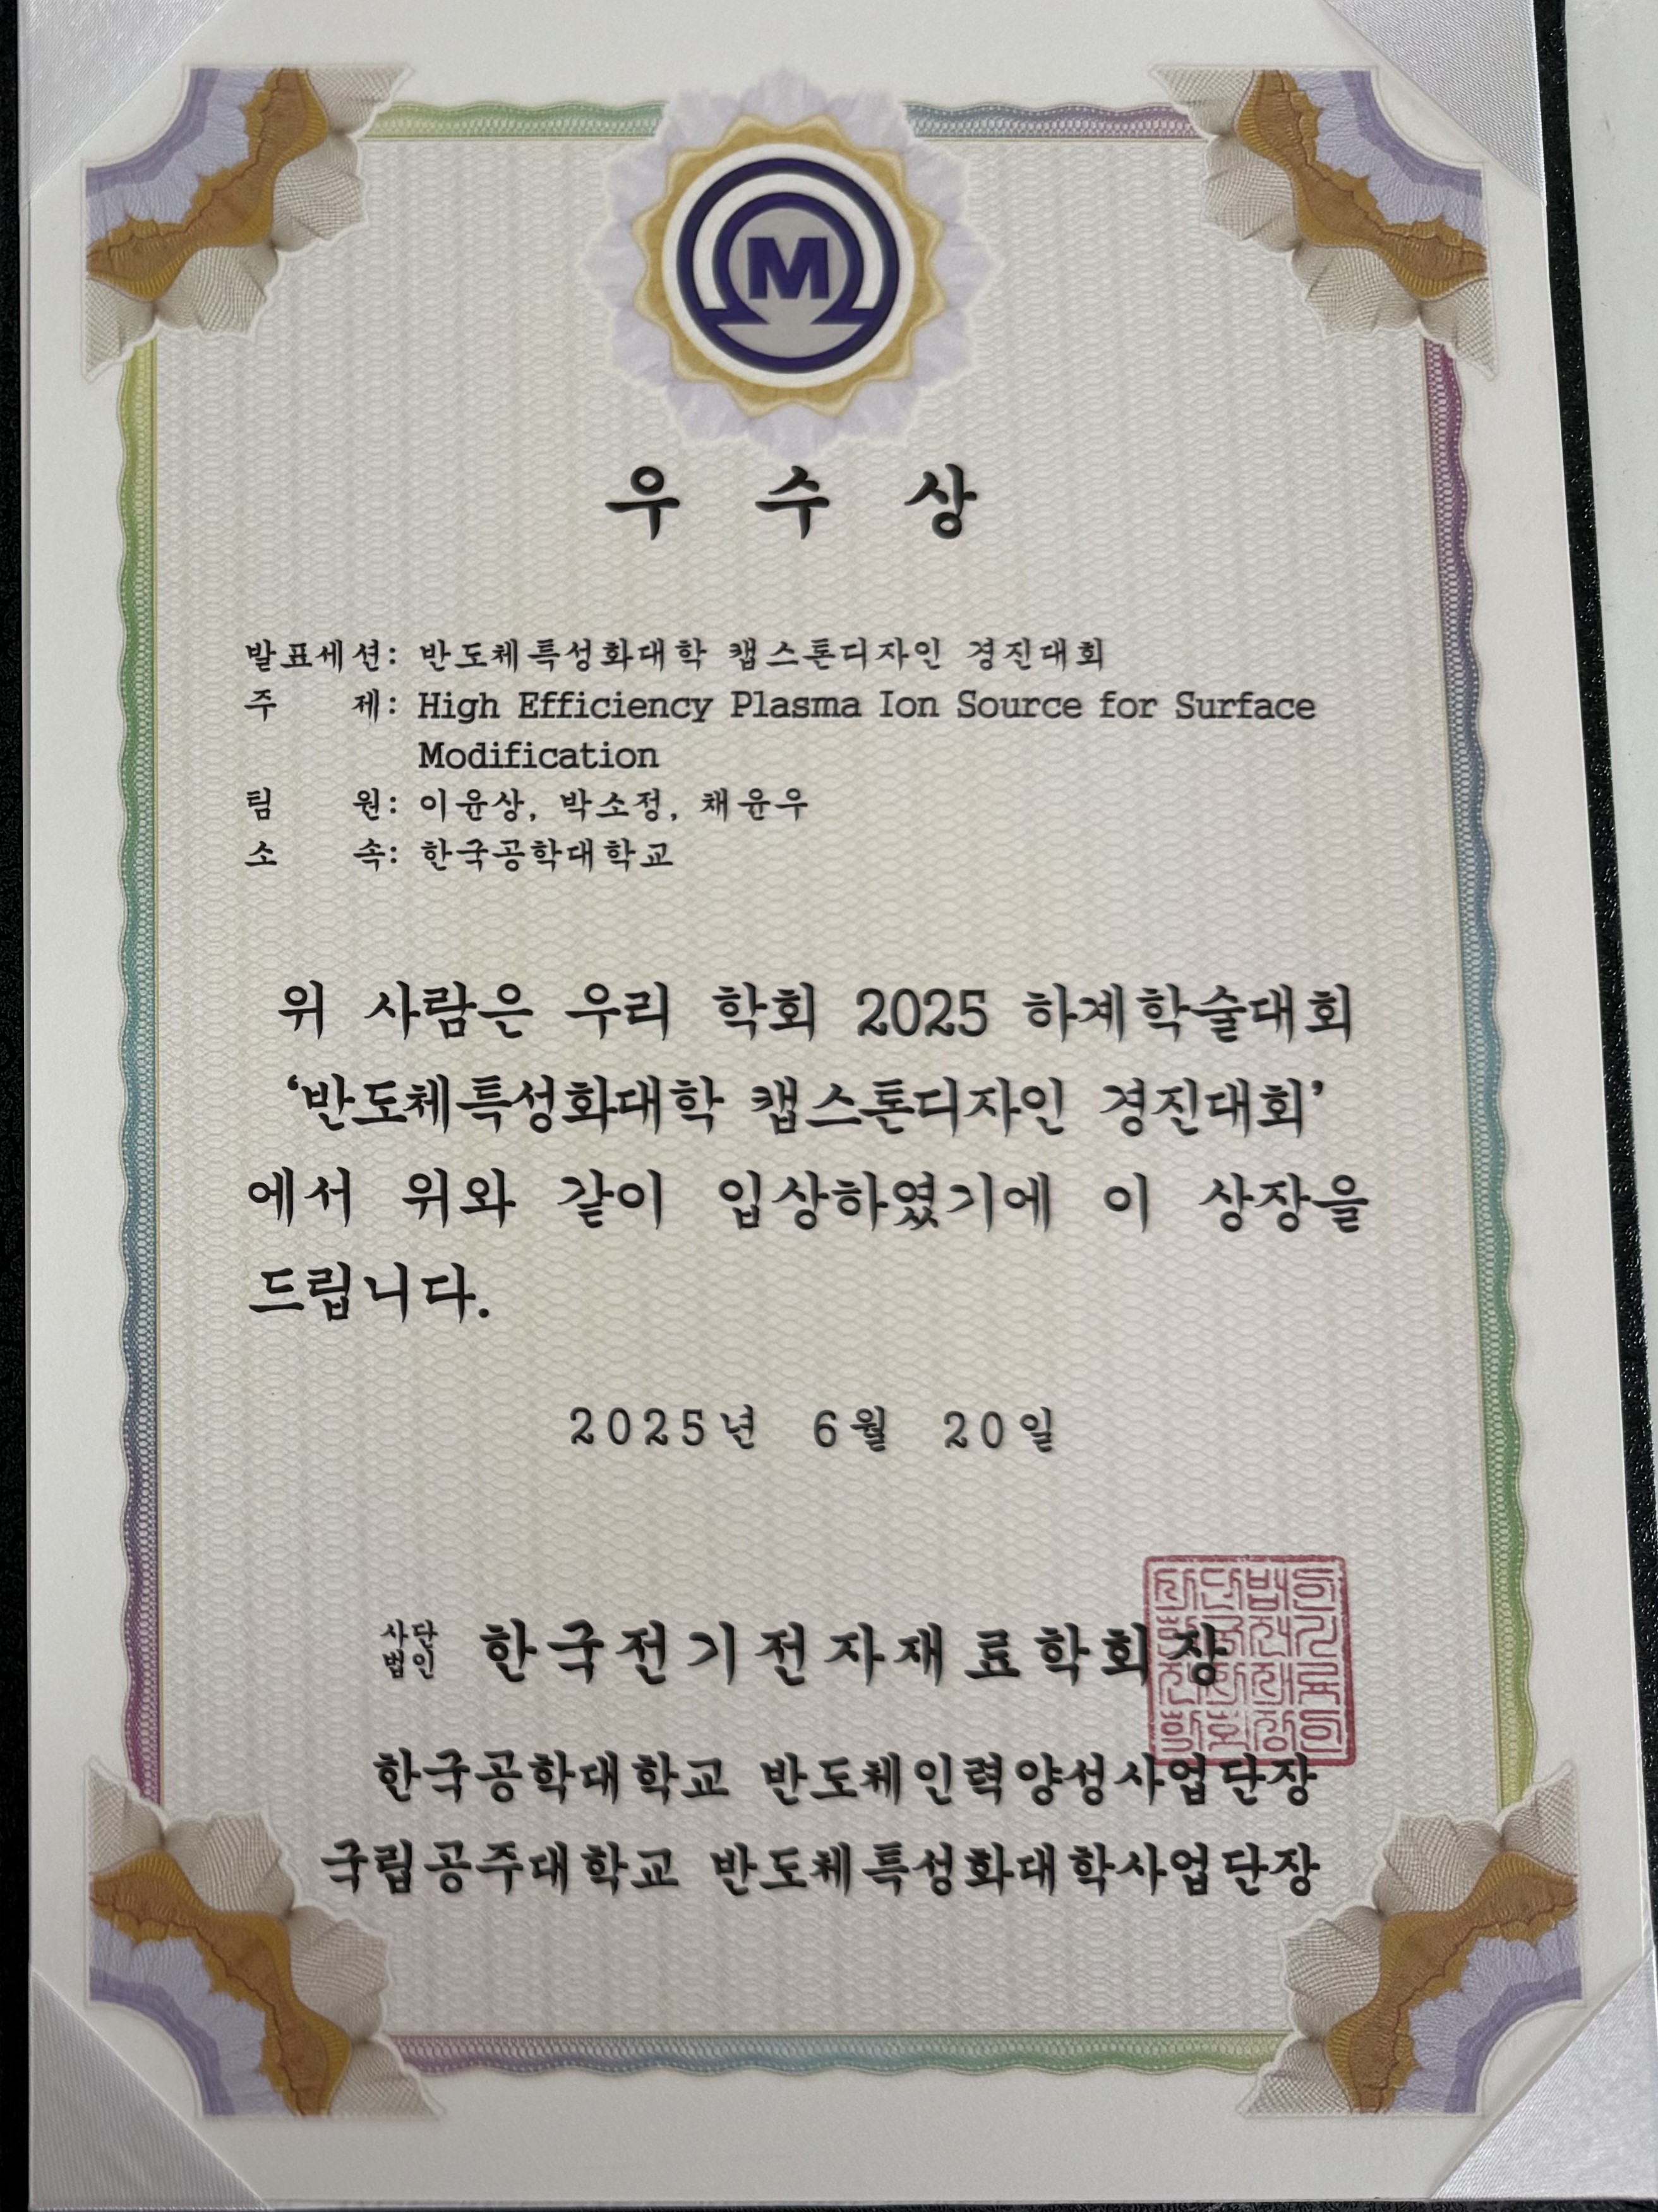 M
우 수 상
발표세션: 반도체특성화대학 캡스톤디자인 경진대회
주 제: High Efficiency Plasma Ion Source for Surface
Modification
팀 원: 이윤상, 박소정, 채윤우
소 속: 한국공학대학교
위 사람은 우리 학회 2025 하계학술대회
‘반도체특성화대학 캡스톤디자인 경진대회’
에서 위와 같이 입상하였기에 이 상장을
드립니다.
2025년 6월 20일
사단
법인 한국전기전자재료학회장
한국공학대학교 반도체인력양성사업단장
국립공주대학교 반도체특성화대학사업단장